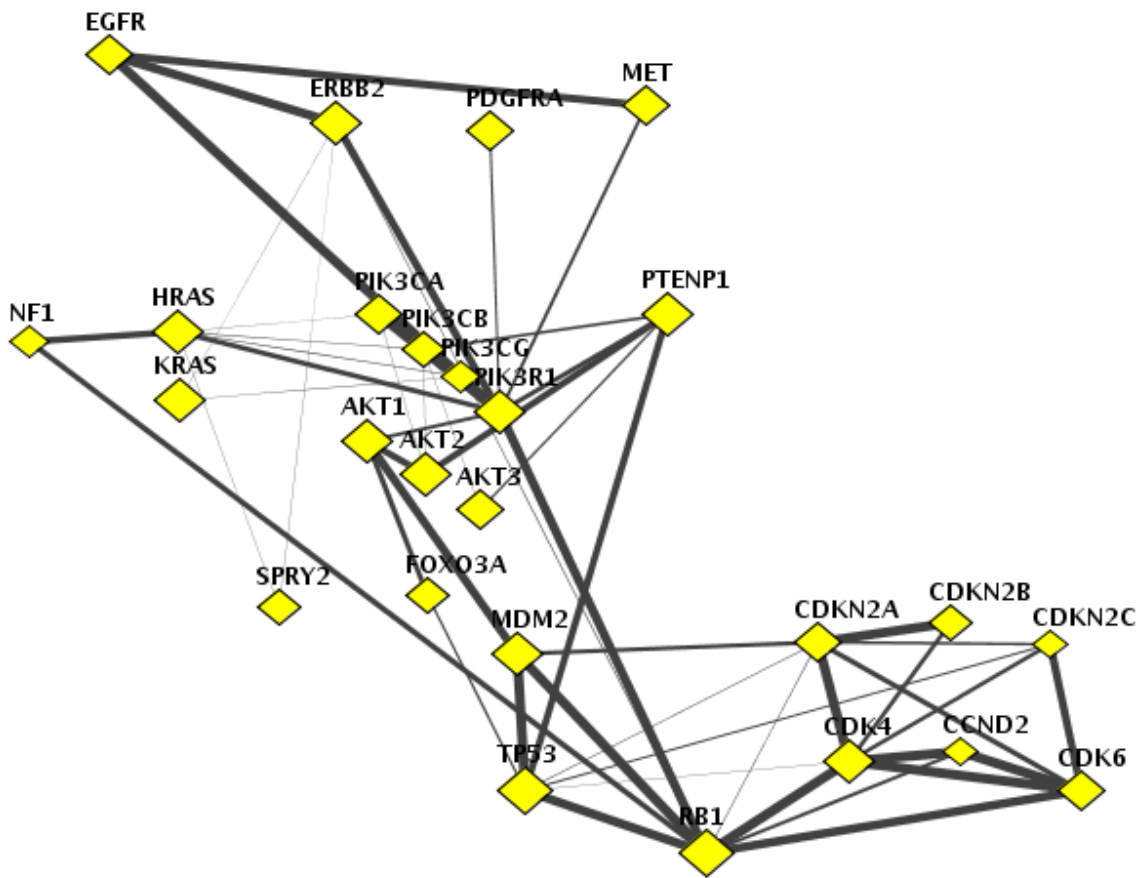 EGFR
MET
ERBB2
PDGFRA
PIK3CA
PTENP1
HRAS
NF1
PIK3CB
PIK3CG
KRAS
PIK3R1
AKT1
AKT2
AKT3
FOXO3A
SPRY2
CDKN2B
MDM2
CDKN2A
CDKN2C
CDK4
CCND2
TP53
CDK6
RB1